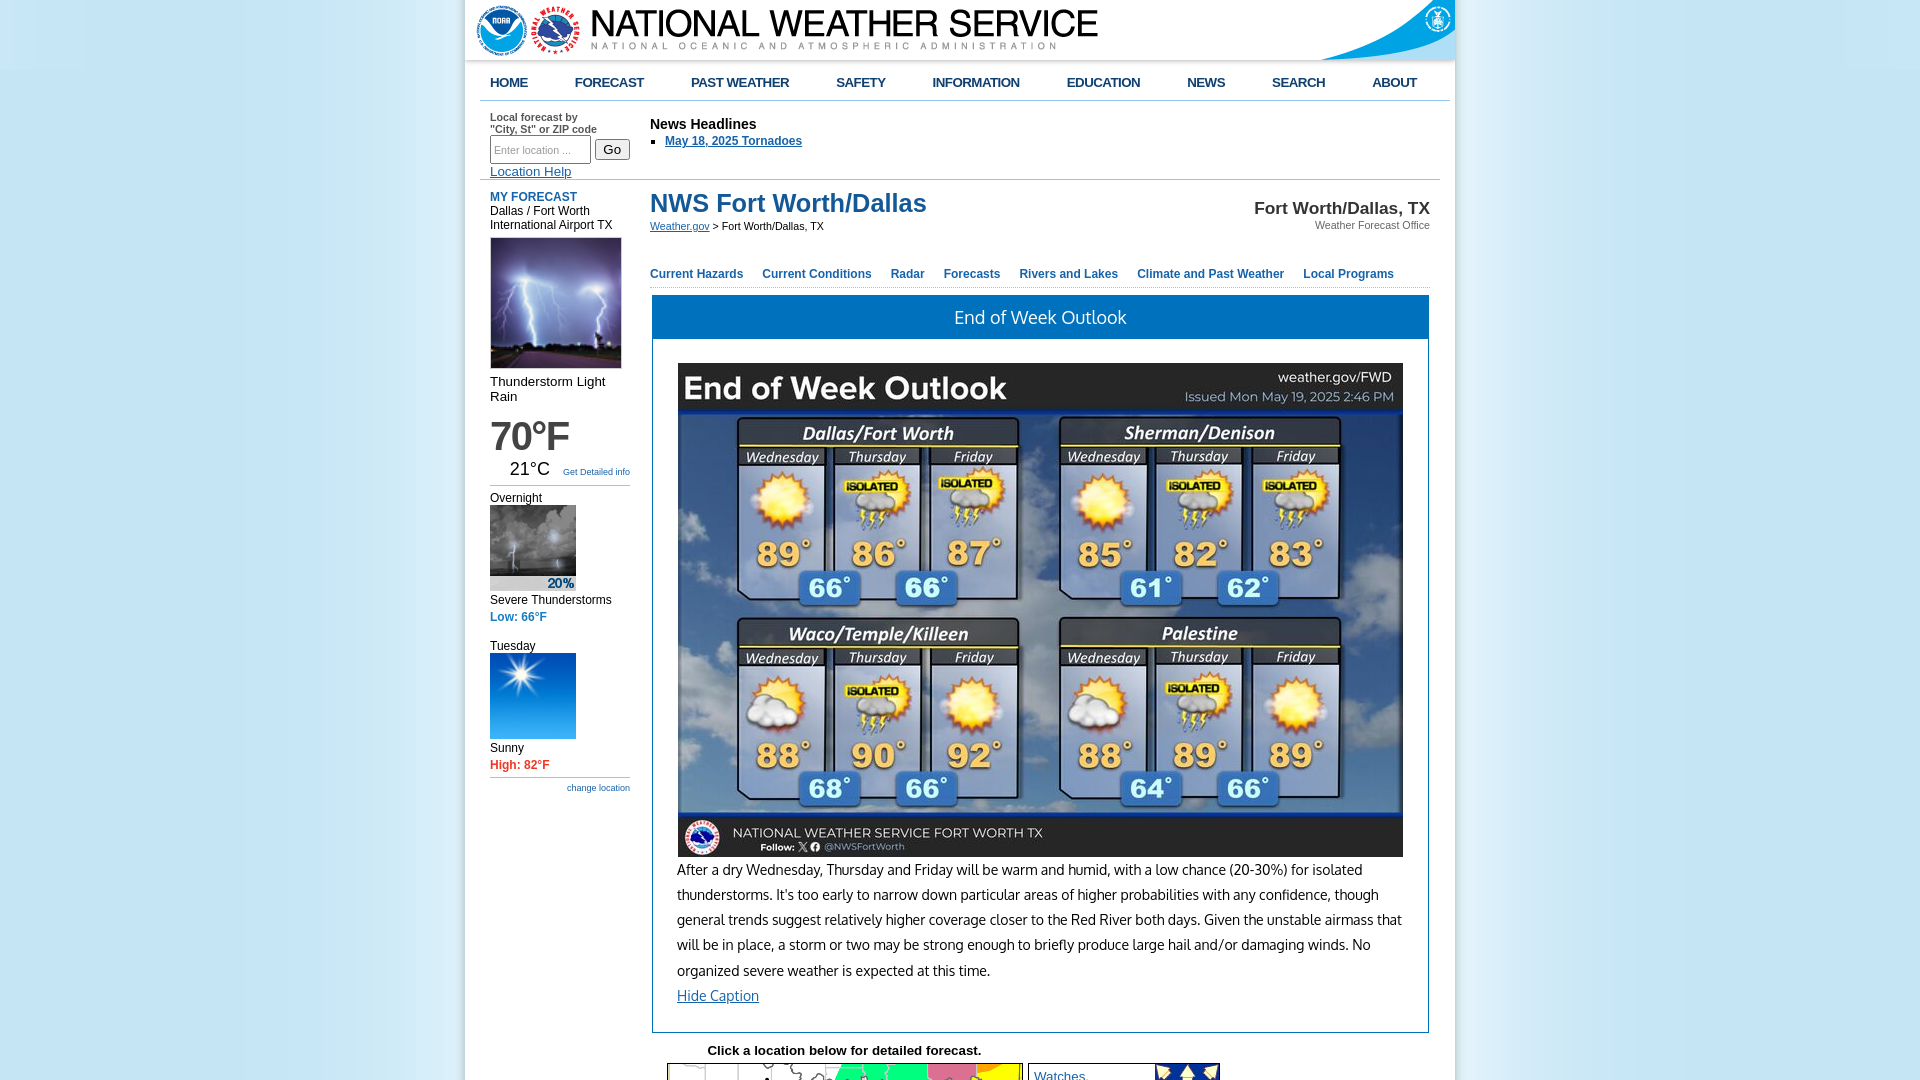 NOAA
NATIONAL WEATHER SERVICE
NATIONAL OCEANIC AND ATMOSPHERIC ADMINISTRATION
HOME FORECAST PAST WEATHER SAFETY INFORMATION EDUCATION NEWS SEARCH ABOUT
Local forecast by
"City, St" or ZIP code
Enter location ... Go
Location Help
News Headlines
May 18, 2025 Tornadoes
MY FORECAST
Dallas / Fort Worth
International Airport TX
Thunderstorm Light
Rain
70°F
21°C Get Detailed info
Overnight
20%
Severe Thunderstorms
Low: 66°F
Tuesday
Sunny
High: 82°F
change location
NWS Fort Worth/Dallas
Weather.gov > Fort Worth/Dallas, TX
Fort Worth/Dallas, TX
Weather Forecast Office
Current Hazards Current Conditions Radar Forecasts Rivers and Lakes Climate and Past Weather Local Programs
End of Week Outlook
End of Week Outlook
weather.gov/FWD
Issued Mon May 19, 2025 2:46 PM
Dallas/Fort Worth
Wednesday Thursday Friday
ISOLATED ISOLATED
89° 86° 87°
66° 66°
Sherman/Denison
Wednesday Thursday Friday
ISOLATED ISOLATED
85° 82° 83°
61° 62°
Waco/Temple/Killeen
Wednesday Thursday Friday
ISOLATED
88° 90° 92°
68° 66°
Palestine
Wednesday Thursday Friday
ISOLATED
88° 89° 89°
64° 66°
NATIONAL WEATHER SERVICE FORT WORTH TX
Follow: @NWSFortWorth
After a dry Wednesday, Thursday and Friday will be warm and humid, with a low chance (20-30%) for isolated
thunderstorms. It's too early to narrow down particular areas of higher probabilities with any confidence, though
general trends suggest relatively higher coverage closer to the Red River both days. Given the unstable airmass that
will be in place, a storm or two may be strong enough to briefly produce large hail and/or damaging winds. No
organized severe weather is expected at this time.
Hide Caption
Click a location below for detailed forecast.
Watches,